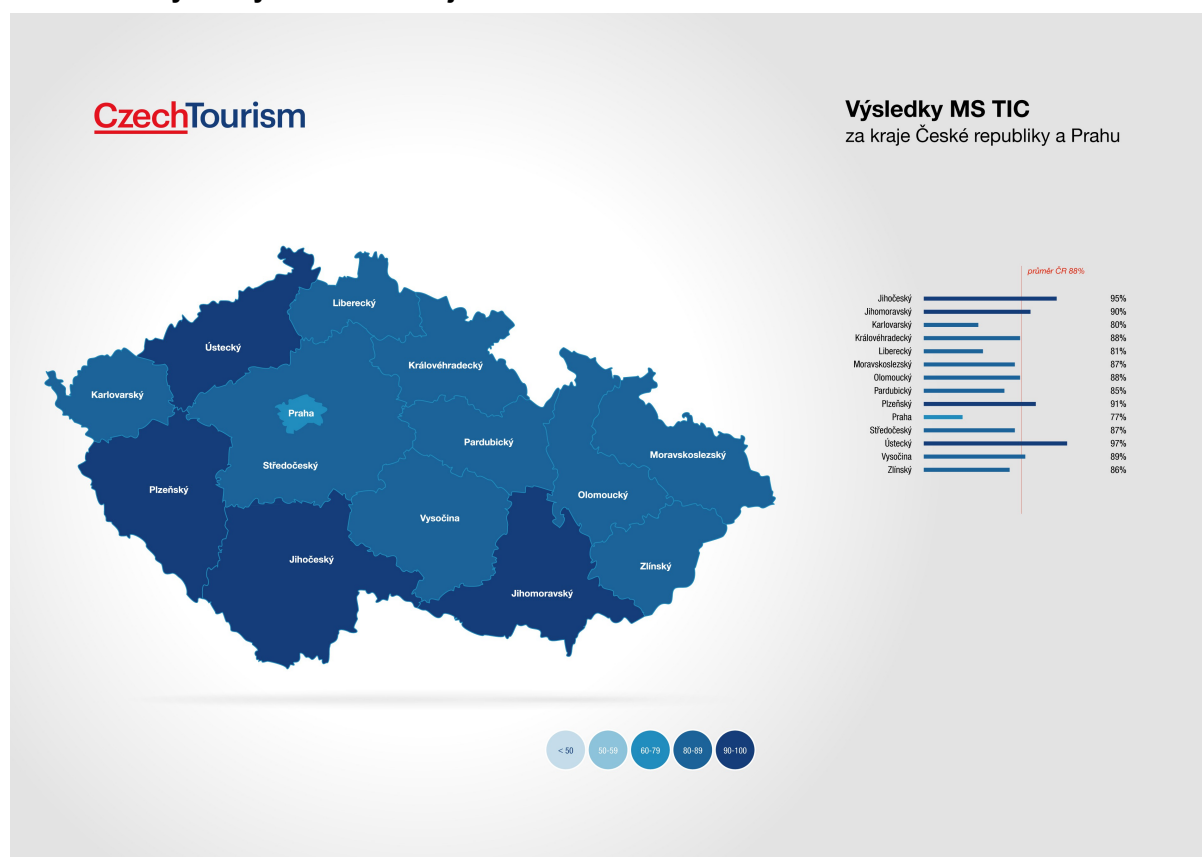 CzechTourism
Výsledky MS TIC
za kraje České republiky a Prahu
Liberecký
Ústecký
Královéhradecký
Karlovarský
Praha
Pardubický
Moravskoslezský
Středočeský
Plzeňský
Olomoucký
Vysočina
Jihočeský
Zlínský
Jihomoravský
průměr ČR 88%
Jihočeský 95%
Jihomoravský 90%
Karlovarský 80%
Královéhradecký 88%
Liberecký 81%
Moravskoslezský 87%
Olomoucký 88%
Pardubický 85%
Plzeňský 91%
Praha 77%
Středočeský 87%
Ústecký 97%
Vysočina 89%
Zlínský 86%
< 50 50-59 60-79 80-89 90-100